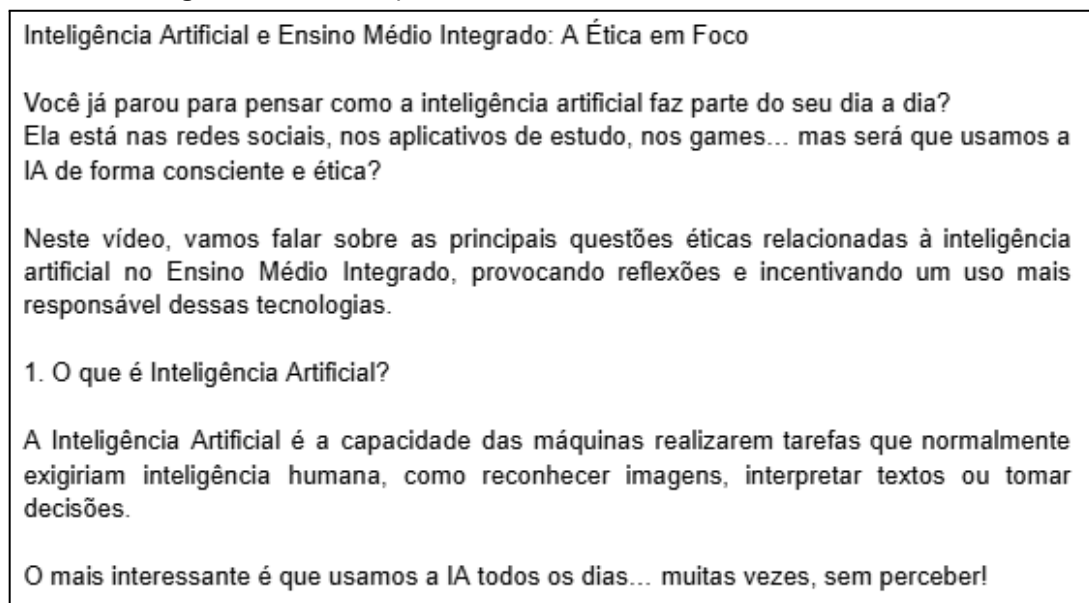 Inteligência Artificial e Ensino Médio Integrado: A Ética em Foco
Você já parou para pensar como a inteligência artificial faz parte do seu dia a dia?
Ela está nas redes sociais, nos aplicativos de estudo, nos games... mas será que usamos a
IA de forma consciente e ética?
Neste vídeo, vamos falar sobre as principais questões éticas relacionadas à inteligência
artificial no Ensino Médio Integrado, provocando reflexões e incentivando um uso mais
responsável dessas tecnologias.
1. O que é Inteligência Artificial?
A Inteligência Artificial é a capacidade das máquinas realizarem tarefas que normalmente
exigiriam inteligência humana, como reconhecer imagens, interpretar textos ou tomar
decisões.
O mais interessante é que usamos a IA todos os dias... muitas vezes, sem perceber!